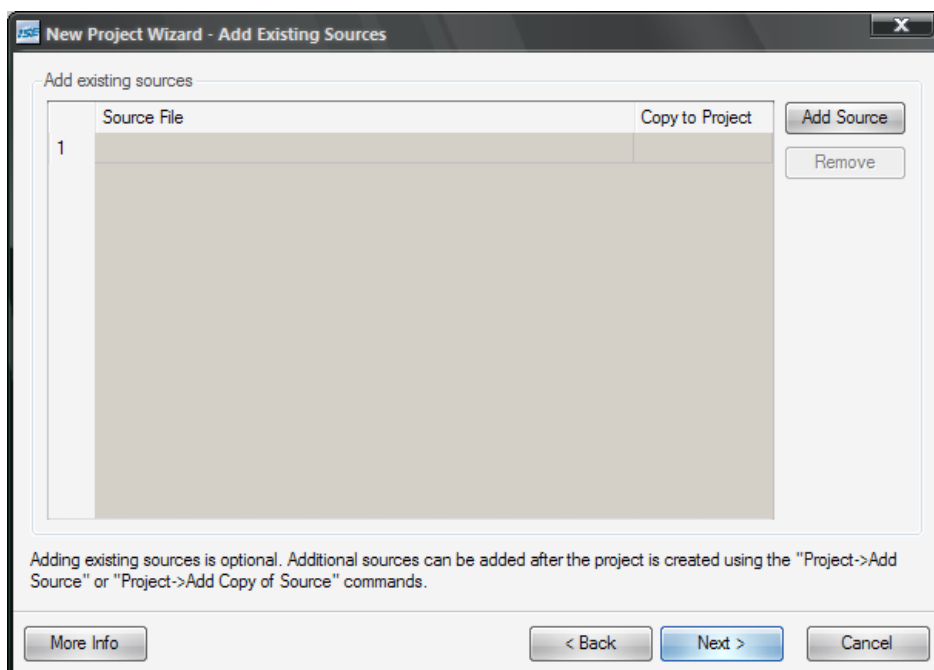 ISE New Project Wizard - Add Existing Sources
X
Add existing sources
Source File Copy to Project
Add Source
1
Remove
Adding existing sources is optional. Additional sources can be added after the project is created using the "Project->Add
Source" or "Project->Add Copy of Source" commands.
More Info < Back Next > Cancel